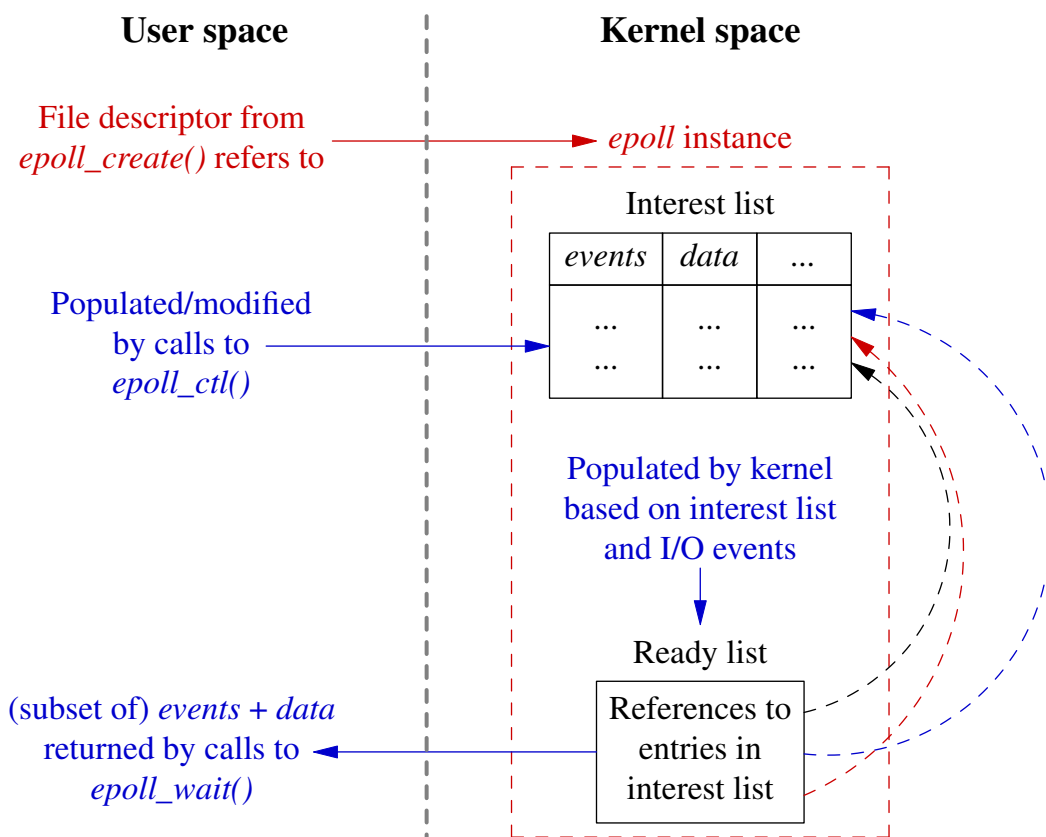 User space
Kernel space
File descriptor from
epoll_create() refers to
epoll instance
Interest list
events data ...
... ... ...
... ... ...
Populated/modified
by calls to
epoll_ctl()
Populated by kernel
based on interest list
and I/O events
Ready list
References to
entries in
interest list
(subset of) events + data
returned by calls to
epoll_wait()